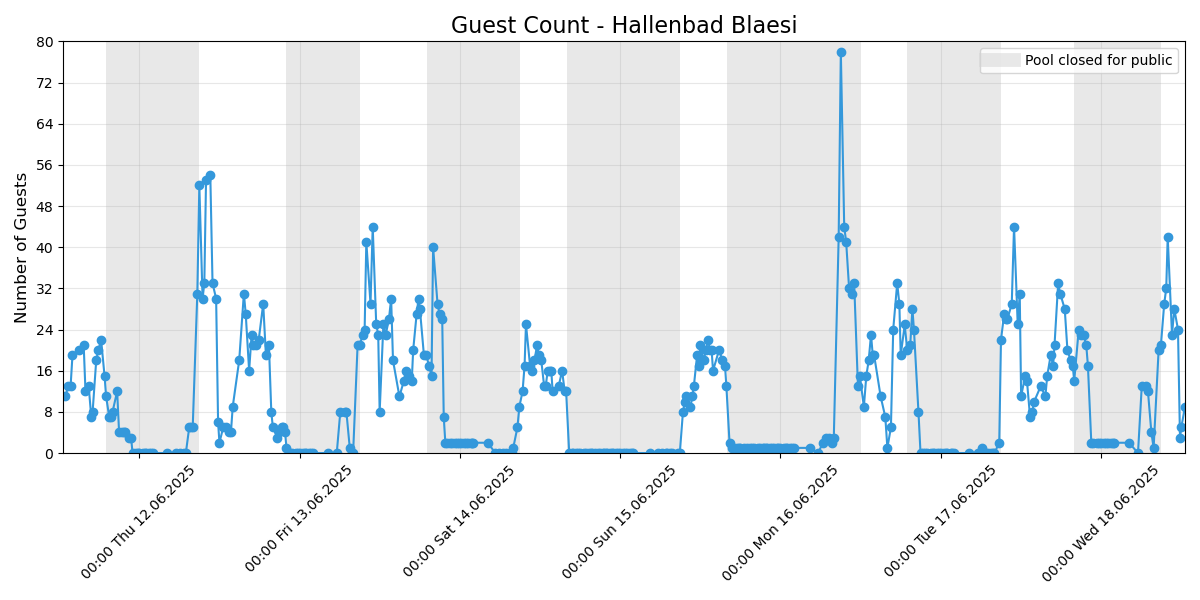 Guest Count - Hallenbad Blaesi
Pool closed for public
Number of Guests
80
72
64
56
48
40
32
24
16
8
0
00:00 Thu 12.06.2025
00:00 Fri 13.06.2025
00:00 Sat 14.06.2025
00:00 Sun 15.06.2025
00:00 Mon 16.06.2025
00:00 Tue 17.06.2025
00:00 Wed 18.06.2025